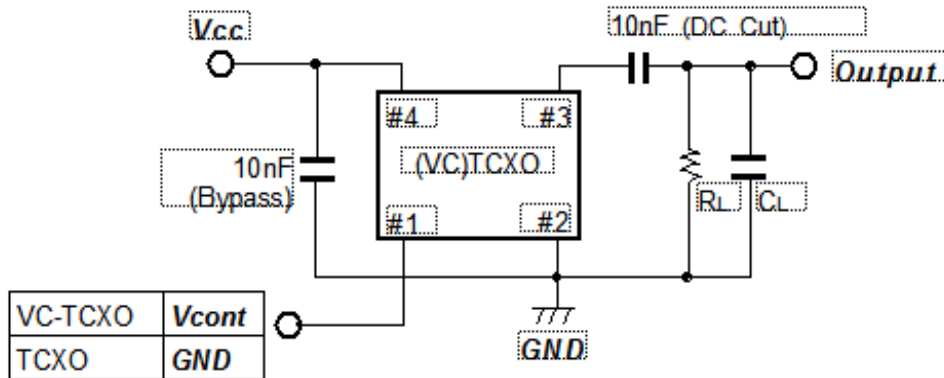 Vcc
10nF (DC Cut)
Output
#4
#3
10nF
(Bypass)
(VC)TCXO
RL
CL
#1
#2
VC-TCXO Vcont
TCXO GND
GND